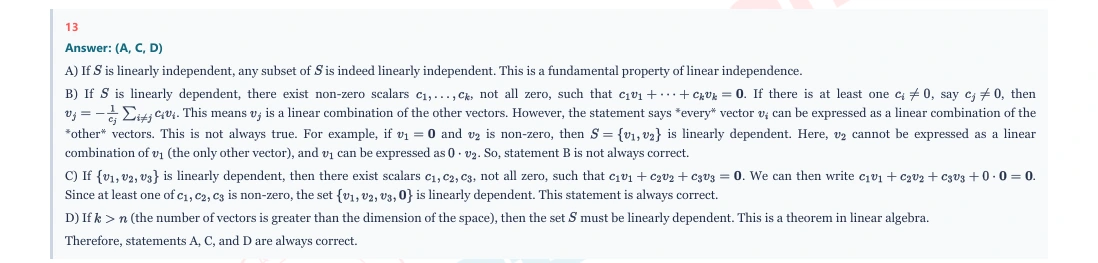 13
Answer: (A, C, D)
A) If S is linearly independent, any subset of S is indeed linearly independent. This is a fundamental property of linear independence.
B) If S is linearly dependent, there exist non-zero scalars c₁, . . . , cₖ, not all zero, such that c₁v₁ + ⋯ + cₖvₖ = 0. If there is at least one cᵢ ≠ 0, say cⱼ ≠ 0, then
vⱼ = −1/cⱼ ∑ᵢ≠ⱼ cᵢvᵢ. This means vⱼ is a linear combination of the other vectors. However, the statement says *every* vector vᵢ can be expressed as a linear combination of the
*other* vectors. This is not always true. For example, if v₁ = 0 and v₂ is non-zero, then S = {v₁, v₂} is linearly dependent. Here, v₂ cannot be expressed as a linear
combination of v₁ (the only other vector), and v₁ can be expressed as 0 · v₂. So, statement B is not always correct.
C) If {v₁, v₂, v₃} is linearly dependent, then there exist scalars c₁, c₂, c₃, not all zero, such that c₁v₁ + c₂v₂ + c₃v₃ = 0. We can then write c₁v₁ + c₂v₂ + c₃v₃ + 0 · 0 = 0.
Since at least one of c₁, c₂, c₃ is non-zero, the set {v₁, v₂, v₃, 0} is linearly dependent. This statement is always correct.
D) If k > n (the number of vectors is greater than the dimension of the space), then the set S must be linearly dependent. This is a theorem in linear algebra.
Therefore, statements A, C, and D are always correct.